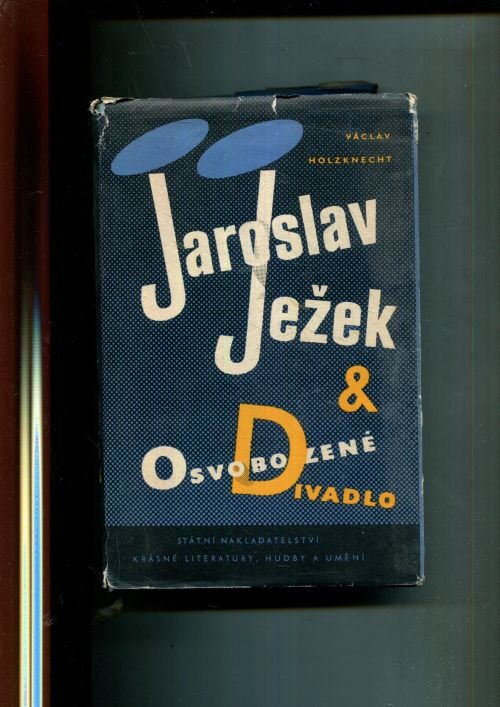 VÁCLAV
HOLZKNECHT
Jaroslav
Ježek
&
OSVOBOZENÉ
DIVADLO
STÁTNÍ NAKLADATELSTVÍ
KRÁSNÉ LITERATURY, HUDBY A UMĚNÍ